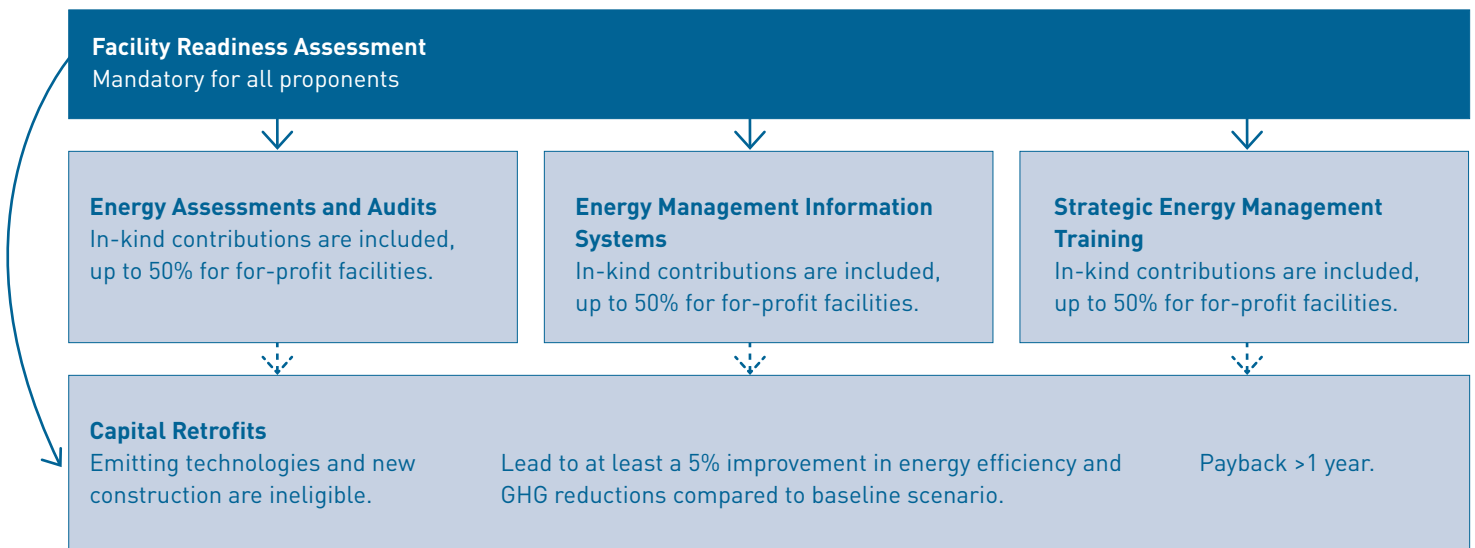 Facility Readiness Assessment
Mandatory for all proponents
Energy Assessments and Audits
In-kind contributions are included,
up to 50% for for-profit facilities.
Energy Management Information
Systems
In-kind contributions are included,
up to 50% for for-profit facilities.
Strategic Energy Management
Training
In-kind contributions are included,
up to 50% for for-profit facilities.
Capital Retrofits
Emitting technologies and new
construction are ineligible.
Lead to at least a 5% improvement in energy efficiency and
GHG reductions compared to baseline scenario.
Payback >1 year.